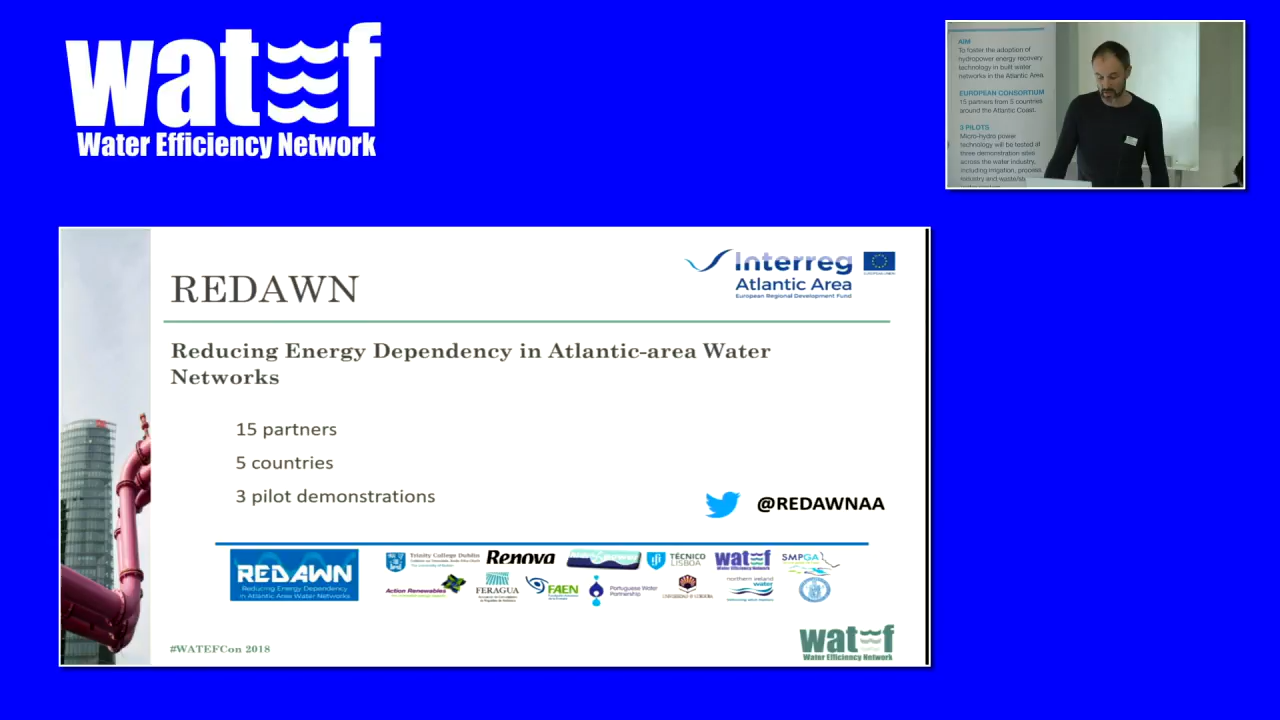 watef
Water Efficiency Network
AIM
To foster the adoption of
hydropower energy recovery
technology in built water
networks in the Atlantic Area.
EUROPEAN CONSORTIUM
15 partners from 5 countries
around the Atlantic Coast.
3 PILOTS
Micro-hydro power
technology will be tested at
three demonstration sites
across the water industry,
including irrigation, process
industry and
REDAWN
Interreg
Atlantic Area
European Regional Development Fund
Reducing Energy Dependency in Atlantic-area Water
Networks
15 partners
5 countries
3 pilot demonstrations
@REDAWNAA
REDAWN
Reducing Energy Dependency
in Atlantic Area Water Networks
Trinity College Dublin
Renova
TÉCNICO
LISBOA
watef
Water Efficiency Network
SMPGA
Action Renewables
FERAGUA
FAEN
Portuguese Water
Partnership
northern ireland
water
#WATEFCon 2018
watef
Water Efficiency Network